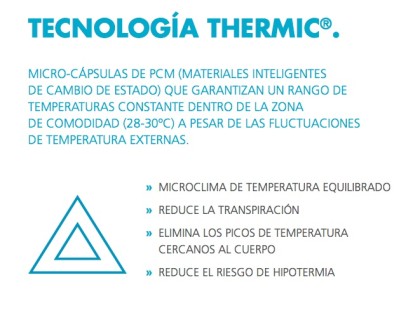 TECNOLOGÍA THERMIC®.
MICRO-CÁPSULAS DE PCM (MATERIALES INTELIGENTES
DE CAMBIO DE ESTADO) QUE GARANTIZAN UN RANGO DE
TEMPERATURAS CONSTANTE DENTRO DE LA ZONA
DE COMODIDAD (28-30ºC) A PESAR DE LAS FLUCTUACIONES
DE TEMPERATURA EXTERNAS.
» MICROCLIMA DE TEMPERATURA EQUILIBRADO
» REDUCE LA TRANSPIRACIÓN
» ELIMINA LOS PICOS DE TEMPERATURA
CERCANOS AL CUERPO
» REDUCE EL RIESGO DE HIPOTERMIA